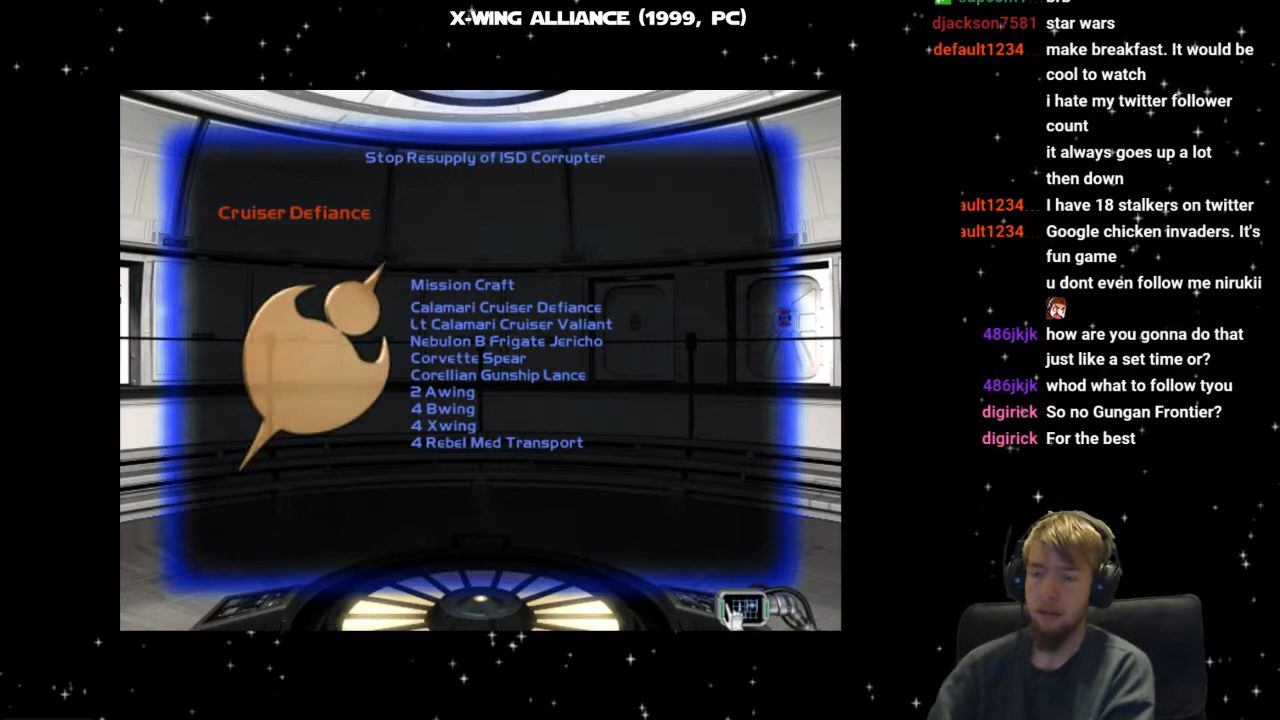 X-WING ALLIANCE (1999, PC)
Stop Resupply of ISD Corrupter
Cruiser Defiance
Mission Craft
Calamari Cruiser Defiance
Lt Calamari Cruiser Valiant
Nebulon B Frigate Jericho
Corvette Spear
Corellian Gunship Lance
2 Awing
4 Bwing
4 Xwing
4 Rebel Med Transport
djackson7581 star wars
default1234... make breakfast. It would be
cool to watch
i hate my twitter follower
count
it always goes up a lot
then down
ault1234... I have 18 stalkers on twitter
ault1234... Google chicken invaders. It's
fun game
u dont even follow me nirukii
486jkjk how are you gonna do that
just like a set time or?
486jkjk whod what to follow tyou
digirick So no Gungan Frontier?
digirick For the best